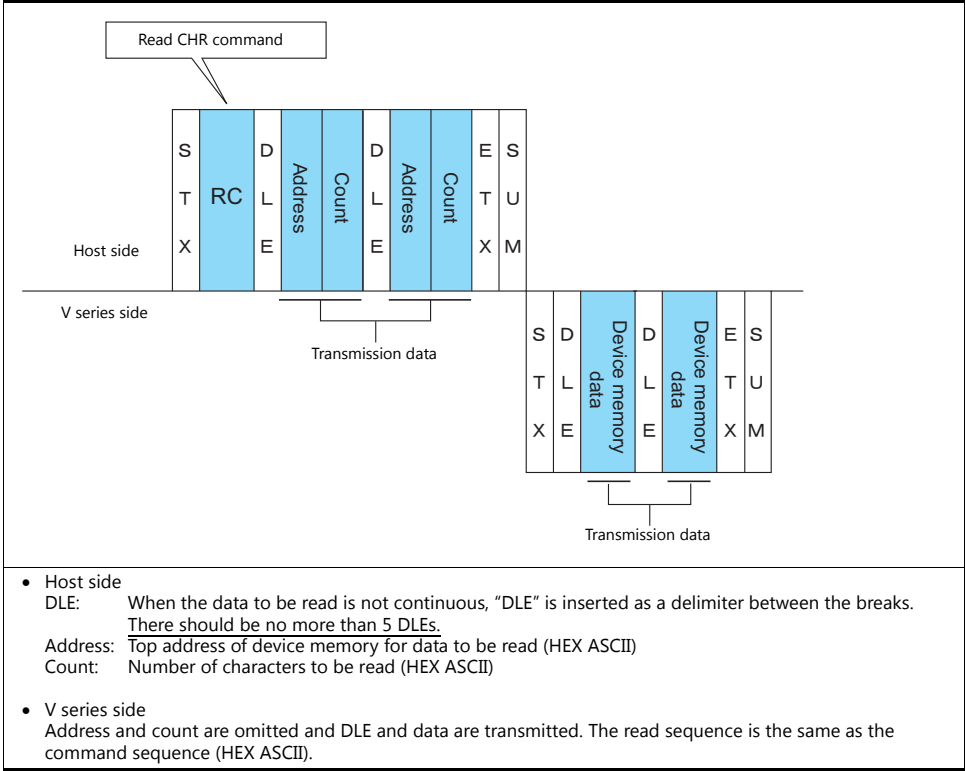 Read CHR command
S T X
RC
D L E
Address
Count
D L E
Address
Count
E T X
S U M
Host side
V series side
Transmission data
S T X
D L E
Device memory
data
D L E
Device memory
data
E T X
S U M
Transmission data
• Host side
DLE: When the data to be read is not continuous, “DLE” is inserted as a delimiter between the breaks.
There should be no more than 5 DLEs.
Address: Top address of device memory for data to be read (HEX ASCII)
Count: Number of characters to be read (HEX ASCII)
• V series side
Address and count are omitted and DLE and data are transmitted. The read sequence is the same as the
command sequence (HEX ASCII).